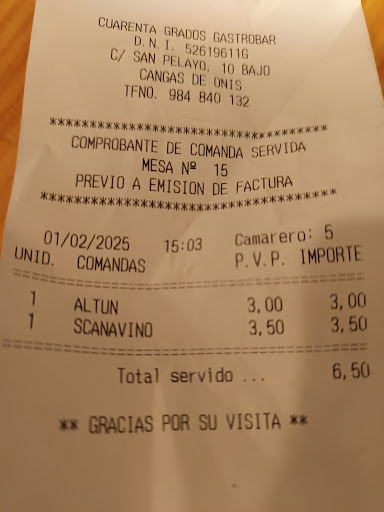 CUARENTA GRADOS GASTROBAR
D.N.I. 52619611G
C/ SAN PELAYO, 10 BAJO
CANGAS DE ONIS
TFNO. 984 840 132
**********************************
COMPROBANTE DE COMANDA SERVIDA
MESA Nº 15
PREVIO A EMISION DE FACTURA
**********************************
01/02/2025 15:03 Camarero: 5
UNID. COMANDAS P.V.P. IMPORTE
1 ALTUN 3,00 3,00
1 SCANAVINO 3,50 3,50
Total servido ... 6,50
** GRACIAS POR SU VISITA **